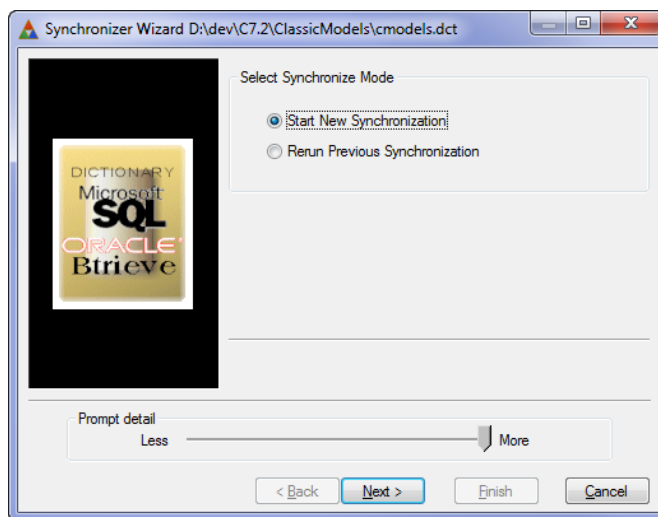 Synchronizer Wizard D:\dev\C7.2\ClassicModels\cmodels.dct
Select Synchronize Mode
Start New Synchronization
Rerun Previous Synchronization
DICTIONARY
Microsoft
SQL
ORACLE
Btrieve
Prompt detail
Less
More
< Back
Next >
Finish
Cancel